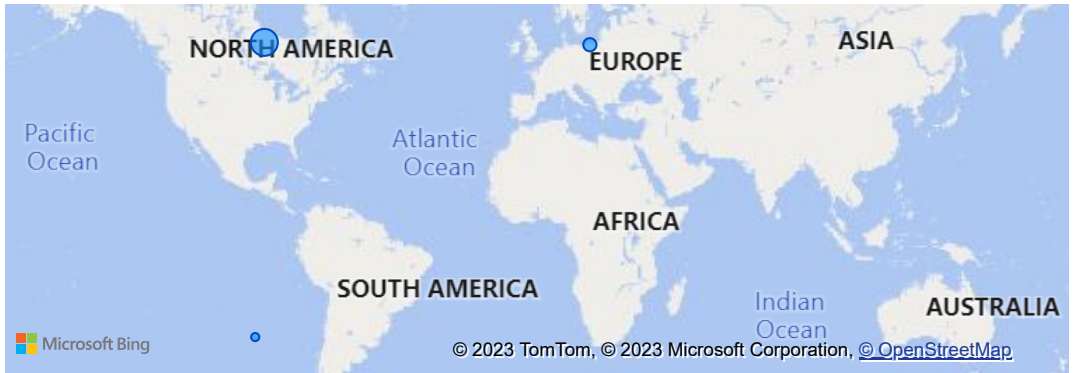 NORTH AMERICA
ASIA
EUROPE
Pacific
Ocean
Atlantic
Ocean
AFRICA
SOUTH AMERICA
Indian
Ocean
AUSTRALIA
Microsoft Bing
© 2023 TomTom, © 2023 Microsoft Corporation, © OpenStreetMap